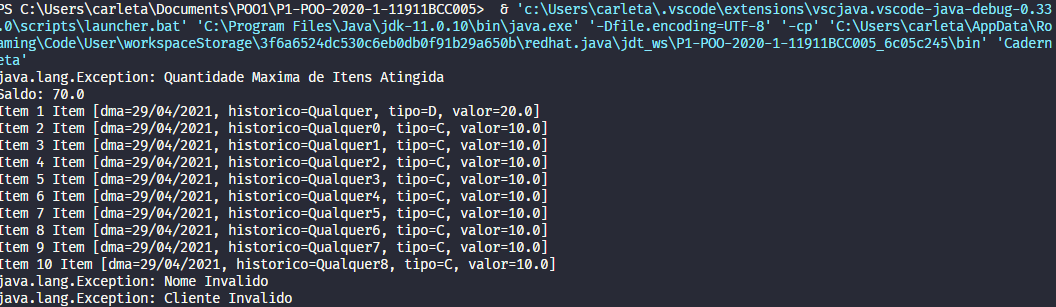 PS C:\Users\carleta\Documents\POO1\P1-POO-2020-1-11911BCC005>  & 'c:\Users\carleta\.vscode\extensions\vscjava.vscode-java-debug-0.33
.0\scripts\launcher.bat' 'C:\Program Files\Java\jdk-11.0.10\bin\java.exe' '-Dfile.encoding=UTF-8' '-cp' 'C:\Users\carleta\AppData\Ro
aming\Code\User\workspaceStorage\3f6a6524dc530c6eb0db0f91b29a650b\redhat.java\jdt_ws\P1-POO-2020-1-11911BCC005_6c05c245\bin' 'Cadern
eta'
java.lang.Exception: Quantidade Maxima de Itens Atingida
Saldo: 70.0
Item 1 Item [dma=29/04/2021, historico=Qualquer, tipo=D, valor=20.0]
Item 2 Item [dma=29/04/2021, historico=Qualquer0, tipo=C, valor=10.0]
Item 3 Item [dma=29/04/2021, historico=Qualquer1, tipo=C, valor=10.0]
Item 4 Item [dma=29/04/2021, historico=Qualquer2, tipo=C, valor=10.0]
Item 5 Item [dma=29/04/2021, historico=Qualquer3, tipo=C, valor=10.0]
Item 6 Item [dma=29/04/2021, historico=Qualquer4, tipo=C, valor=10.0]
Item 7 Item [dma=29/04/2021, historico=Qualquer5, tipo=C, valor=10.0]
Item 8 Item [dma=29/04/2021, historico=Qualquer6, tipo=C, valor=10.0]
Item 9 Item [dma=29/04/2021, historico=Qualquer7, tipo=C, valor=10.0]
Item 10 Item [dma=29/04/2021, historico=Qualquer8, tipo=C, valor=10.0]
java.lang.Exception: Nome Invalido
java.lang.Exception: Cliente Invalido